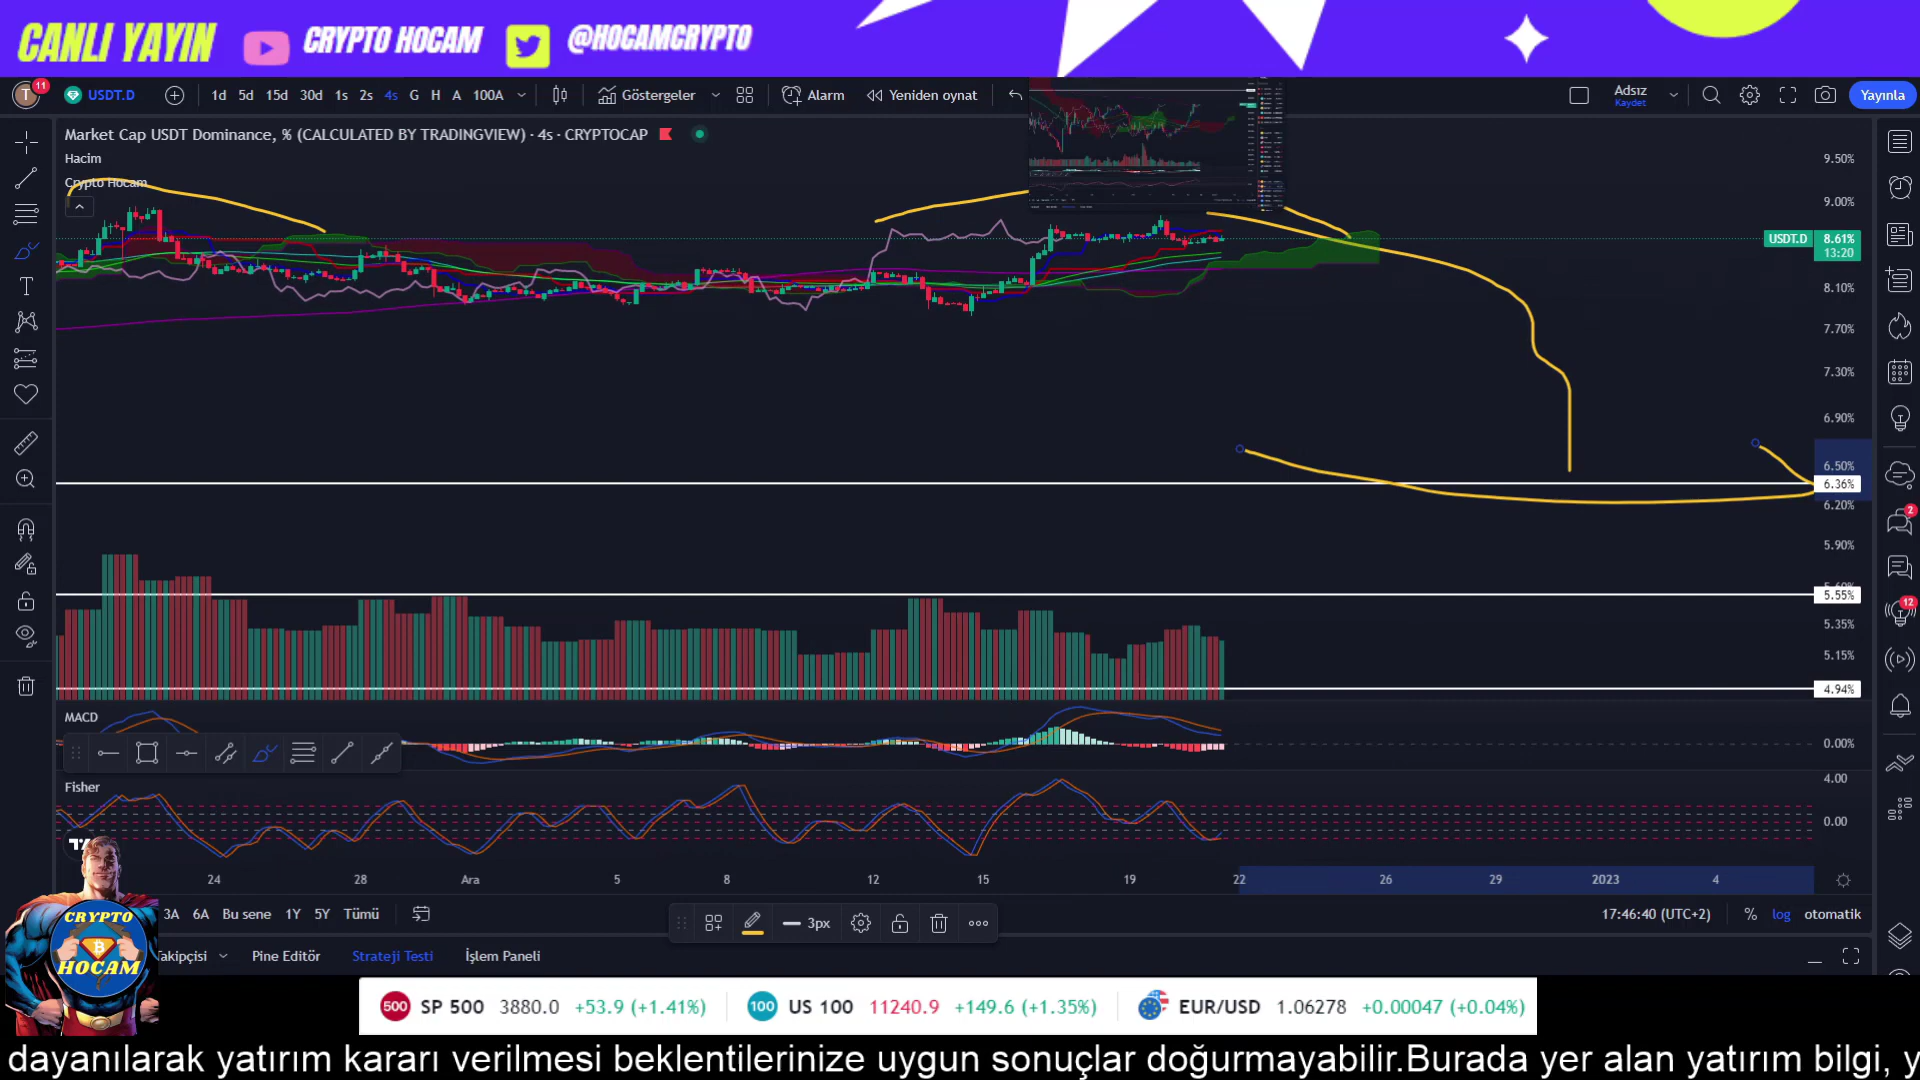 CANLI YAYIN CRYPTO HOCAM @HOCAMCRYPTO
T 11 USDT.D 1d 5d 15d 30d 1s 2s 4s G H A 100A Göstergeler Alarm Yeniden oynat Adsız Kaydet Yayınla
Market Cap USDT Dominance, % (CALCULATED BY TRADINGVIEW) · 4s · CRYPTOCAP
Hacim
Crypto Hocam
9.50%
9.00%
USDT.D 8.61%
13:20
8.10%
7.70%
7.30%
6.90%
6.50%
6.36%
6.20%
5.90%
5.55%
5.35%
5.15%
4.94%
2
12
MACD
0.00%
Fisher
4.00
0.00
24 28 Ara 5 8 12 15 19 22 26 29 2023 4
3A 6A Bu sene 1Y 5Y Tümü 3px 17:46:40 (UTC+2) % log otomatik
CRYPTO
HOCAM
Takipçisi Pine Editör Strateji Testi İşlem Paneli
500 SP 500 3880.0 +53.9 (+1.41%) 100 US 100 11240.9 +149.6 (+1.35%) EUR/USD 1.06278 +0.00047 (+0.04%)
dayanılarak yatırım kararı verilmesi beklentilerinize uygun sonuçlar doğurmayabilir.Burada yer alan yatırım bilgi, y